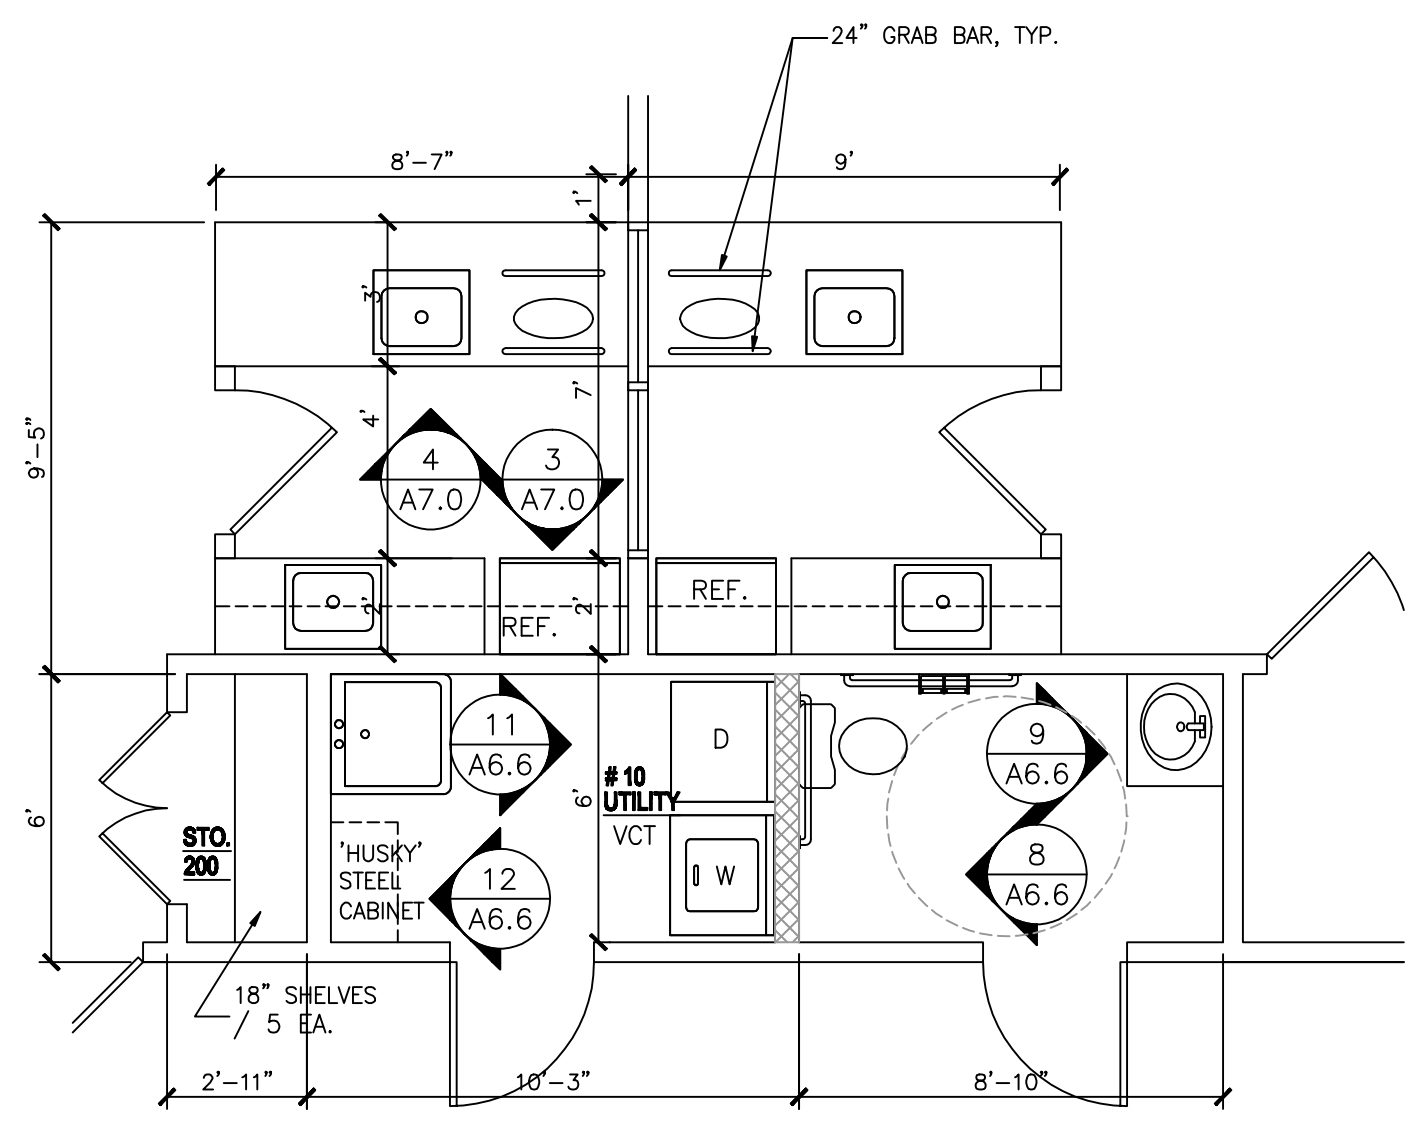 24” GRAB BAR, TYP.
8’-7”
9’
1’
3’
7’
4’
9’-5”
4
A7.0
3
A7.0
2’
REF.
2’
REF.
11
A6.6
D
9
A6.6
#10
UTILITY
VCT
6’
6’
STO.
200
'HUSKY'
STEEL
CABINET
12
A6.6
W
8
A6.6
18” SHELVES
/ 5 EA.
2’-11”
10’-3”
8’-10”